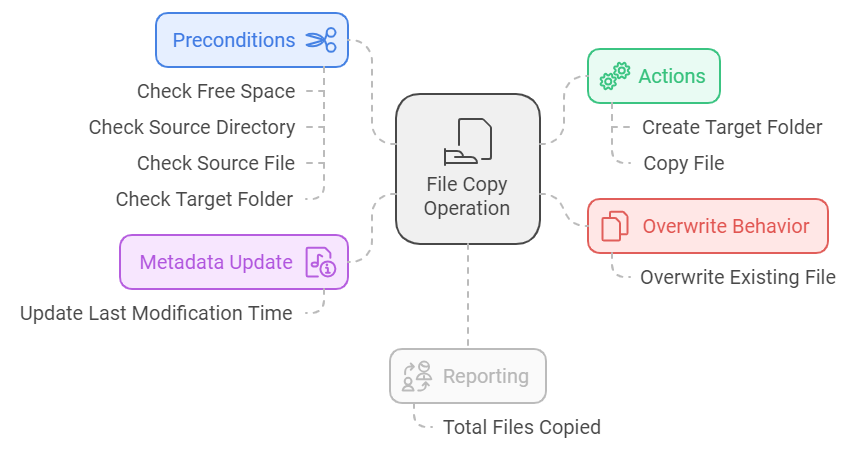 Preconditions
Check Free Space
Check Source Directory
Check Source File
Check Target Folder
Metadata Update
Update Last Modification Time
File Copy
Operation
Actions
Create Target Folder
Copy File
Overwrite Behavior
Overwrite Existing File
Reporting
Total Files Copied